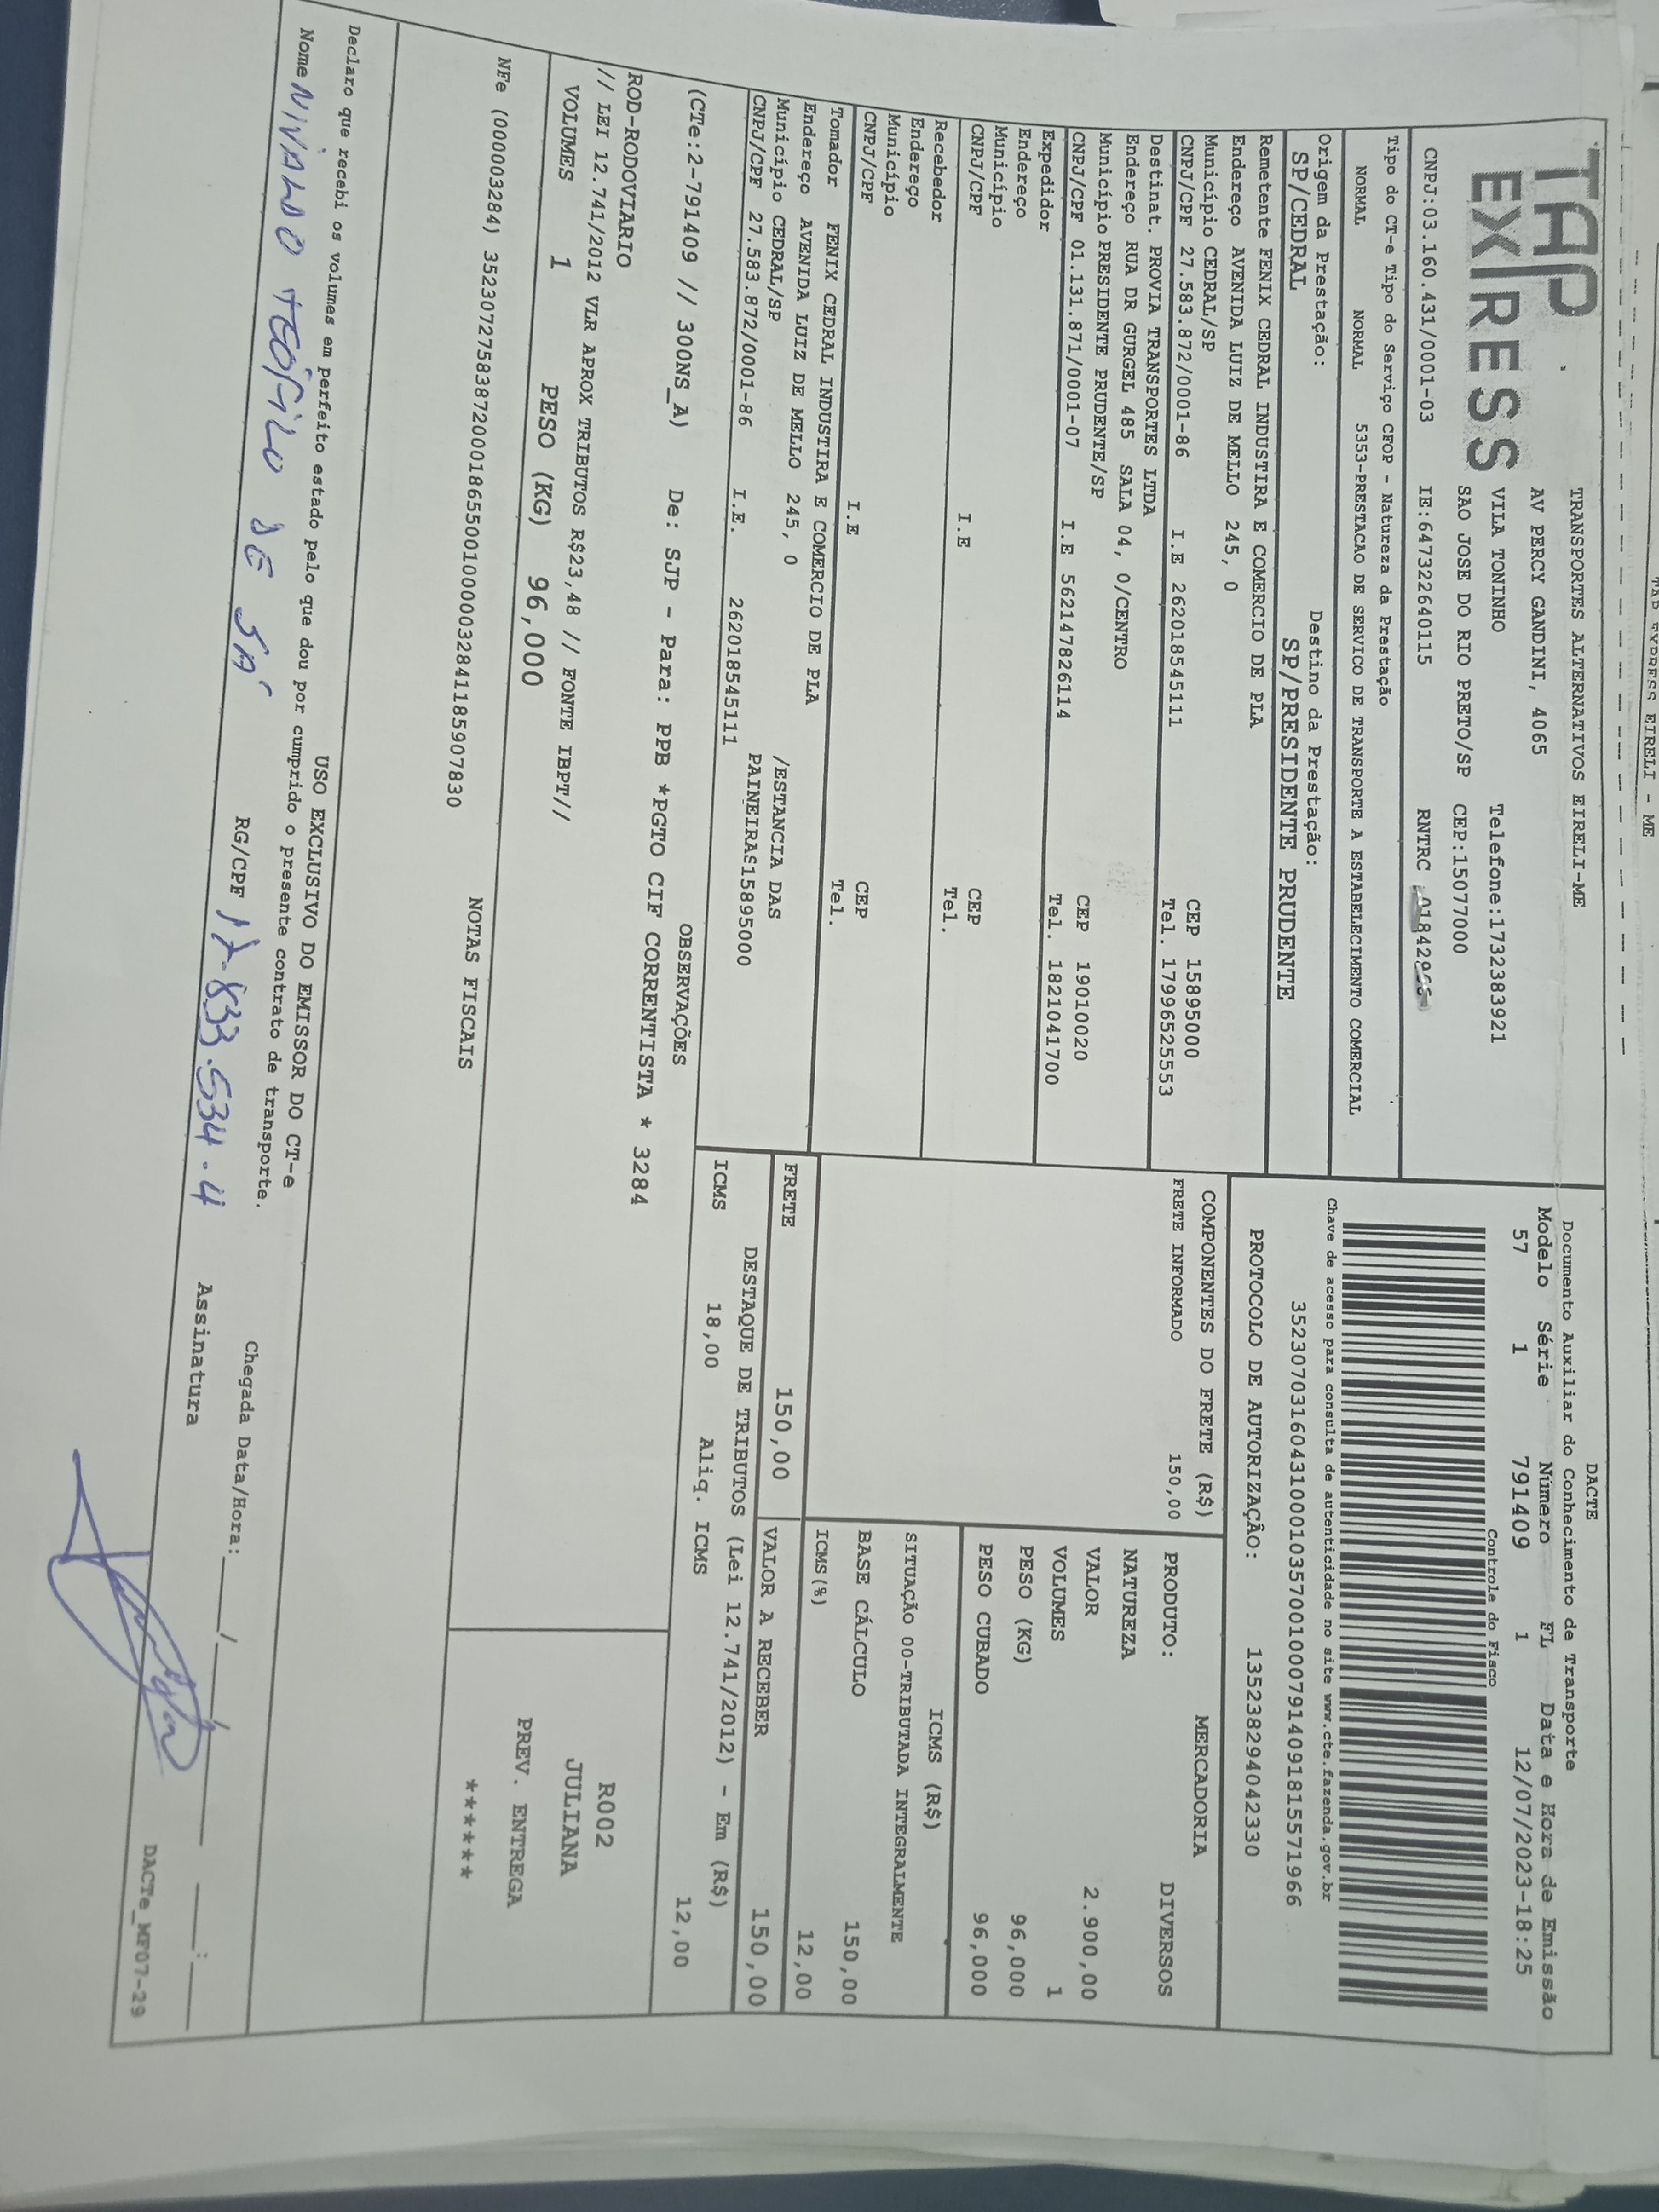 TAP EXPRESS EIRELI - ME
TAP
EXPRESS
TRANSPORTES ALTERNATIVOS EIRELI-ME
AV PERCY GANDINI, 4065
VILA TONINHO Telefone:1732383921
SAO JOSE DO RIO PRETO/SP CEP:15077000
CNPJ:03.160.431/0001-03 IE:647322640115 RNTRC
Tipo do CT-e Tipo do Serviço CFOP - Natureza da Prestação
NORMAL NORMAL 5353-PRESTACAO DE SERVICO DE TRANSPORTE A ESTABELECIMENTO COMERCIAL
Origem da Prestação: Destino da Prestação:
SP/CEDRAL SP/PRESIDENTE PRUDENTE
Remetente FENIX CEDRAL INDUSTIRA E COMERCIO DE PLA
Endereço AVENIDA LUIZ DE MELLO 245, 0
Município CEDRAL/SP CEP 15895000
CNPJ/CPF 27.583.872/0001-86 I.E 262018545111 Tel. 17996525553
Destinat. PROVIA TRANSPORTES LTDA
Endereço RUA DR GURGEL 485 SALA 04, 0/CENTRO
Município PRESIDENTE PRUDENTE/SP CEP 19010020
CNPJ/CPF 01.131.871/0001-07 I.E 562147826114 Tel. 1821041700
Expedidor
Endereço
Município CEP
CNPJ/CPF I.E Tel.
Recebedor
Endereço
Município CEP
CNPJ/CPF I.E Tel.
Tomador FENIX CEDRAL INDUSTIRA E COMERCIO DE PLA
Endereço AVENIDA LUIZ DE MELLO 245, 0
Município CEDRAL/SP /ESTANCIA DAS
CNPJ/CPF 27.583.872/0001-86 I.E. 262018545111 PAINEIRAS15895000
DACTE
Documento Auxiliar do Conhecimento de Transporte
Modelo Série Número FL Data e Hora de Emissão
57 1 791409 1 12/07/2023-18:25
Controle do Fisco
Chave de acesso para consulta de autenticidade no site www.cte.fazenda.gov.br
35230703160431000103570010007914091815571966
PROTOCOLO DE AUTORIZAÇÃO: 135238294042330
COMPONENTES DO FRETE (R$)
FRETE INFORMADO 150,00
MERCADORIA
PRODUTO: DIVERSOS
NATUREZA
VALOR 2.900,00
VOLUMES 1
PESO (KG) 96,000
PESO CUBADO 96,000
ICMS (R$)
SITUAÇÃO 00-TRIBUTADA INTEGRALMENTE
BASE CÁLCULO 150,00
ICMS(%) 12,00
FRETE 150,00 VALOR A RECEBER 150,00
DESTAQUE DE TRIBUTOS (Lei 12.741/2012) - Em (R$)
ICMS 18,00 Aliq. ICMS 12,00
OBSERVAÇÕES
(CTe:2-791409 // 300NS_A) De: SJP - Para: PPB *PGTO CIF CORRENTISTA * 3284
ROD-RODOVIARIO
// LEI 12.741/2012 VLR APROX TRIBUTOS R$23,48 // FONTE IBPT//
VOLUMES 1 PESO (KG) 96,000
R002
JULIANA
PREV. ENTREGA
*******
NOTAS FISCAIS
NFe (000003284) 35230727583872000186550010000032841185907830
USO EXCLUSIVO DO EMISSOR DO CT-e
Declaro que recebi os volumes em perfeito estado pelo que dou por cumprido o presente contrato de transporte.
Chegada Data/Hora:____/____/______ ____:____
Nome NIVALDO TEÓFILO DE SÁ RG/CPF 17.833.534.4 Assinatura
DACTe_MF07-29